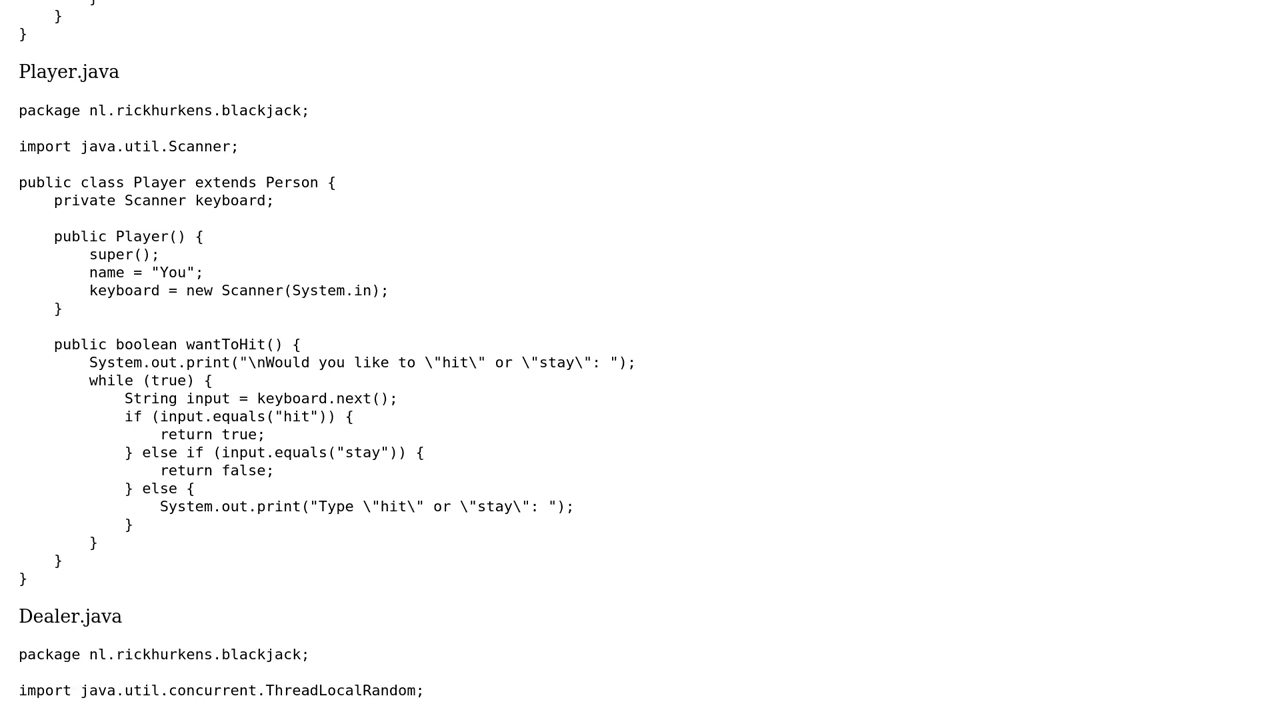 }
}
Player.java
package nl.rickhurkens.blackjack;
import java.util.Scanner;
public class Player extends Person {
    private Scanner keyboard;
    public Player() {
        super();
        name = "You";
        keyboard = new Scanner(System.in);
    }
    public boolean wantToHit() {
        System.out.print("\nWould you like to \"hit\" or \"stay\": ");
        while (true) {
            String input = keyboard.next();
            if (input.equals("hit")) {
                return true;
            } else if (input.equals("stay")) {
                return false;
            } else {
                System.out.print("Type \"hit\" or \"stay\": ");
            }
        }
    }
}
Dealer.java
package nl.rickhurkens.blackjack;
import java.util.concurrent.ThreadLocalRandom;